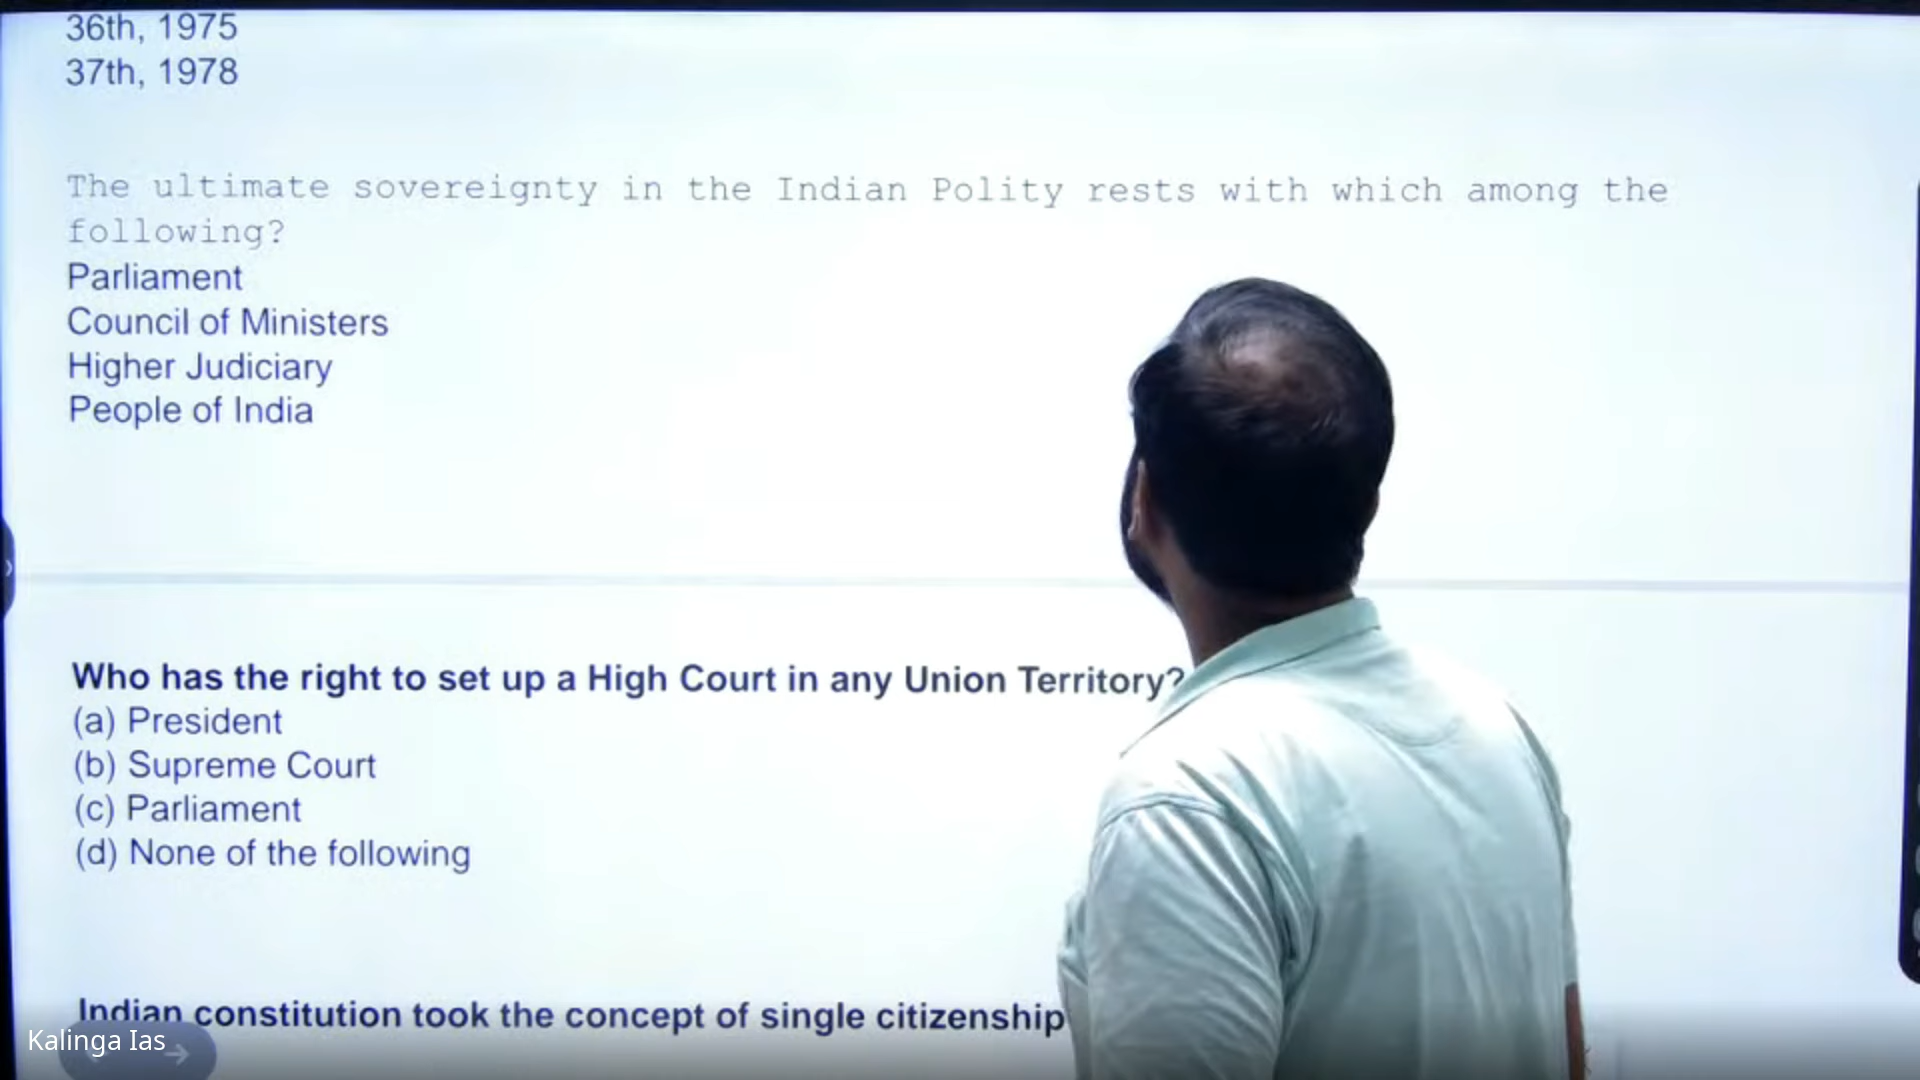 36th, 1975
37th, 1978
The ultimate sovereignty in the Indian Polity rests with which among the
following?
Parliament
Council of Ministers
Higher Judiciary
People of India
Who has the right to set up a High Court in any Union Territory?
(a) President
(b) Supreme Court
(c) Parliament
(d) None of the following
Indian constitution took the concept of single citizenship
Kalinga Ias